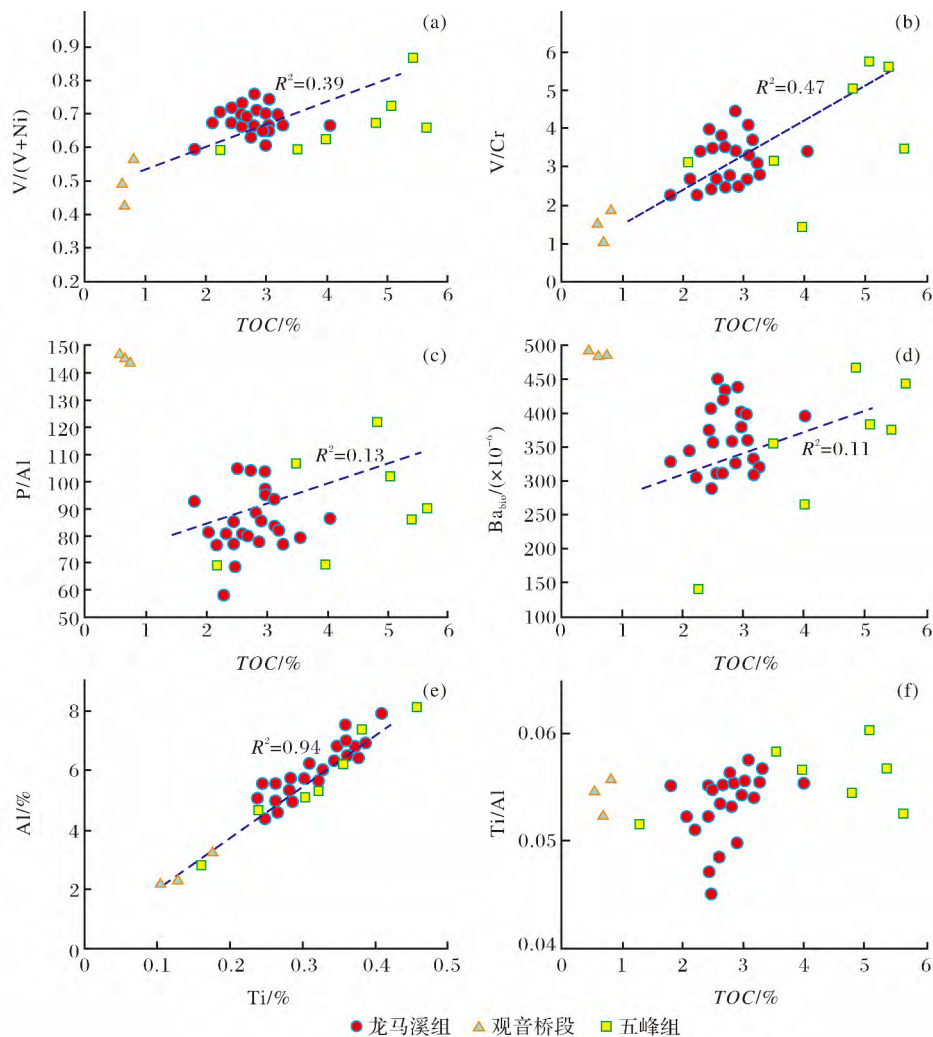 (a)
V/(V+Ni)
0.9
0.8
0.7
0.6
0.5
0.4
0.3
0.2
R²=0.39
0 1 2 3 4 5 6
TOC/%
(b)
V/Cr
6
5
4
3
2
1
0
R²=0.47
0 1 2 3 4 5 6
TOC/%
(c)
P/Al
150
140
130
120
110
100
90
80
70
60
50
R²=0.13
0 1 2 3 4 5 6
TOC/%
(d)
Ba_bio/(×10⁻⁶)
500
450
400
350
300
250
200
150
100
R²=0.11
0 1 2 3 4 5 6
TOC/%
(e)
Al/%
8
6
4
2
0
R²=0.94
0 0.1 0.2 0.3 0.4 0.5
Ti/%
(f)
Ti/Al
0.06
0.05
0.04
0 1 2 3 4 5 6
TOC/%
龙马溪组 观音桥段 五峰组